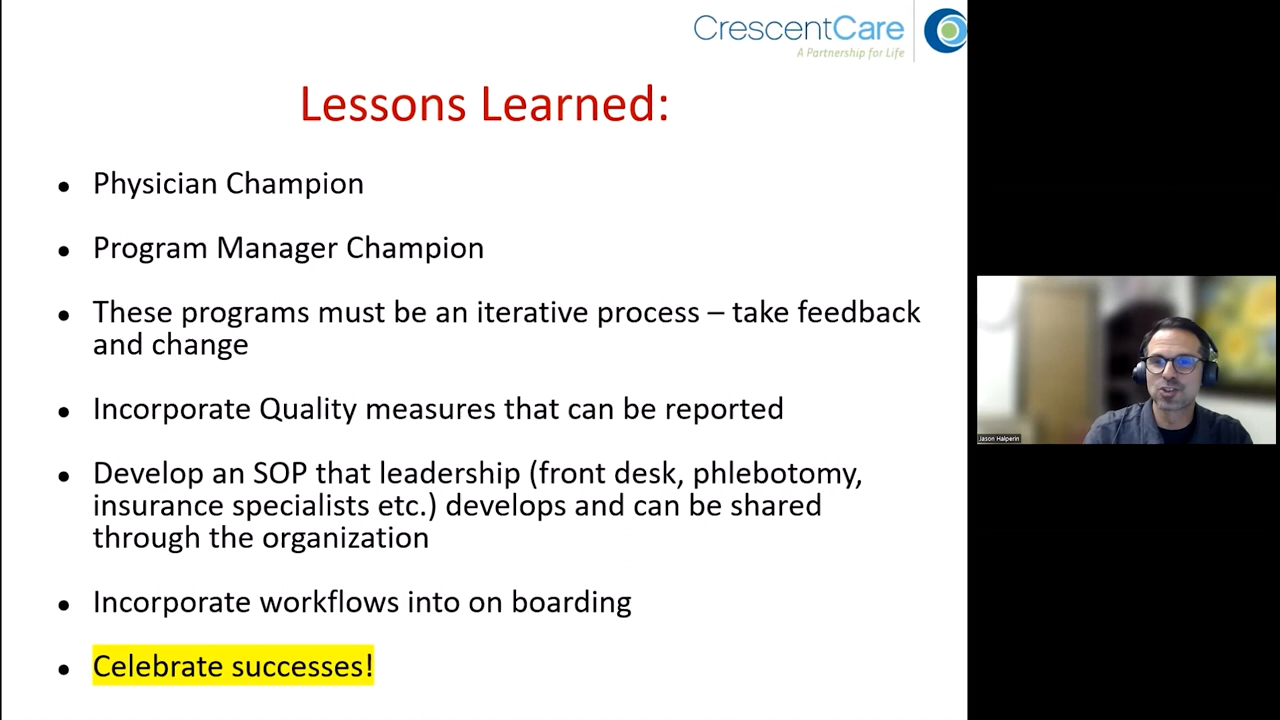 CrescentCare
A Partnership for Life
Lessons Learned:
• Physician Champion
• Program Manager Champion
• These programs must be an iterative process – take feedback
and change
• Incorporate Quality measures that can be reported
• Develop an SOP that leadership (front desk, phlebotomy,
insurance specialists etc.) develops and can be shared
through the organization
• Incorporate workflows into on boarding
• Celebrate successes!
Jason Halperin